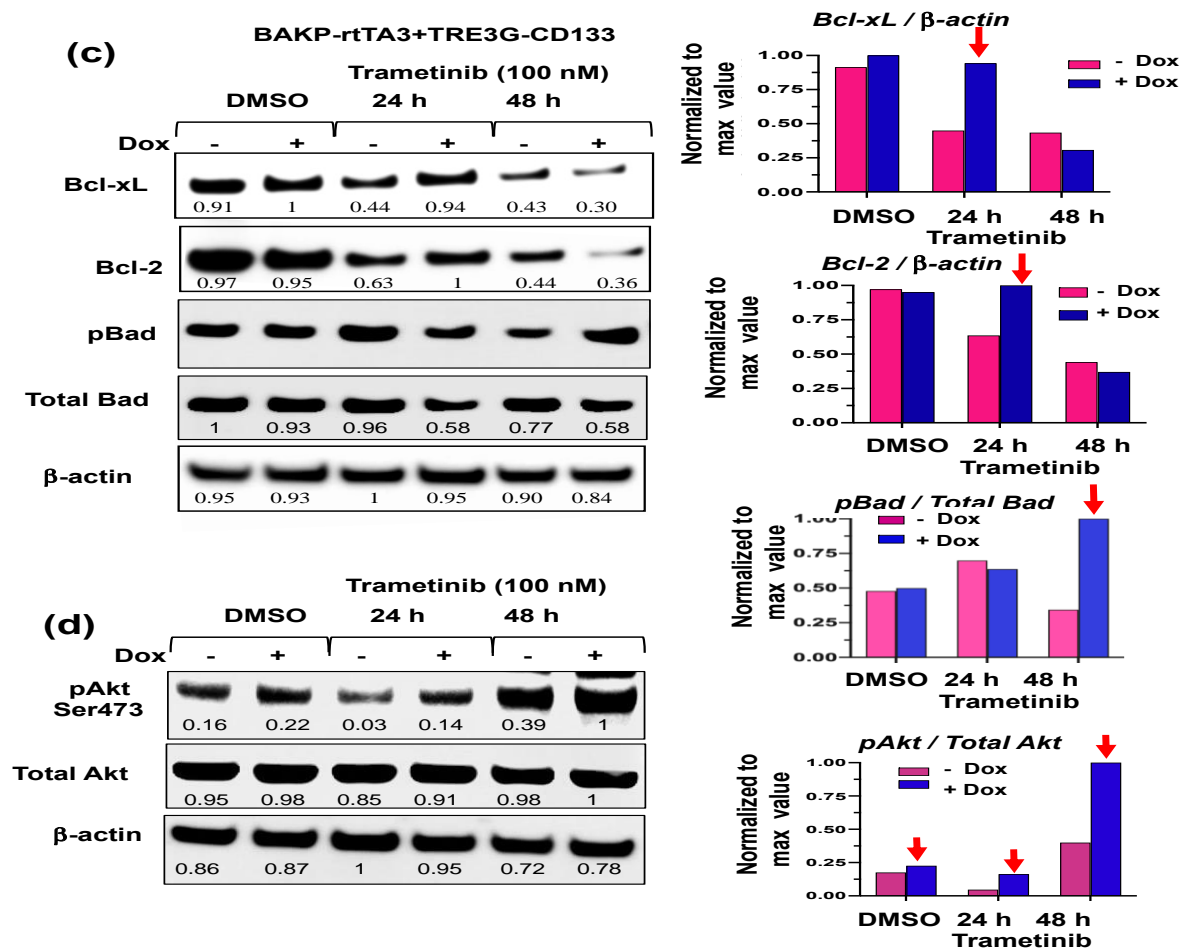 (c)
BAKP-rtTA3+TRE3G-CD133
Trametinib (100 nM)
DMSO 24 h 48 h
Dox - + - + - +
Bcl-xL
0.91 1 0.44 0.94 0.43 0.30
Bcl-2
0.97 0.95 0.63 1 0.44 0.36
pBad
Total Bad
1 0.93 0.96 0.58 0.77 0.58
β-actin
0.95 0.93 1 0.95 0.90 0.84
Bcl-xL / β-actin
Normalized to
max value
1.00
0.75
0.50
0.25
0.00
- Dox
+ Dox
DMSO 24 h 48 h
Trametinib
Bcl-2 / β-actin
Normalized to
max value
1.00
0.75
0.50
0.25
0.00
- Dox
+ Dox
DMSO 24 h 48 h
Trametinib
pBad / Total Bad
Normalized to
max value
1.00
0.75
0.50
0.25
0.00
- Dox
+ Dox
DMSO 24 h 48 h
Trametinib
(d)
Trametinib (100 nM)
DMSO 24 h 48 h
Dox - + - + - +
pAkt
Ser473
0.16 0.22 0.03 0.14 0.39 1
Total Akt
0.95 0.98 0.85 0.91 0.98 1
β-actin
0.86 0.87 1 0.95 0.72 0.78
pAkt / Total Akt
Normalized to
max value
1.00
0.75
0.50
0.25
0.00
- Dox
+ Dox
DMSO 24 h 48 h
Trametinib